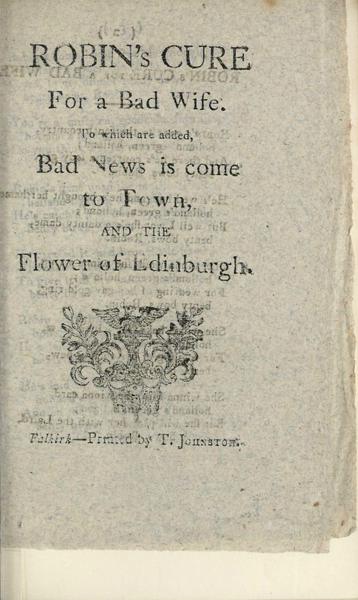 ROBIN's CURE
For a Bad Wife.
To which are added,
Bad News is come
to Town,
AND THE
Flower of Edinburgh.
Falkirk—Printed by T. JOHNSTON.